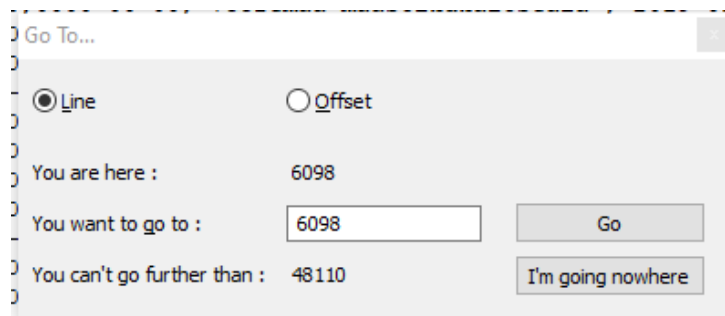 Go To...
x
Line Offset
You are here : 6098
You want to go to : 6098 Go
You can't go further than : 48110 I'm going nowhere